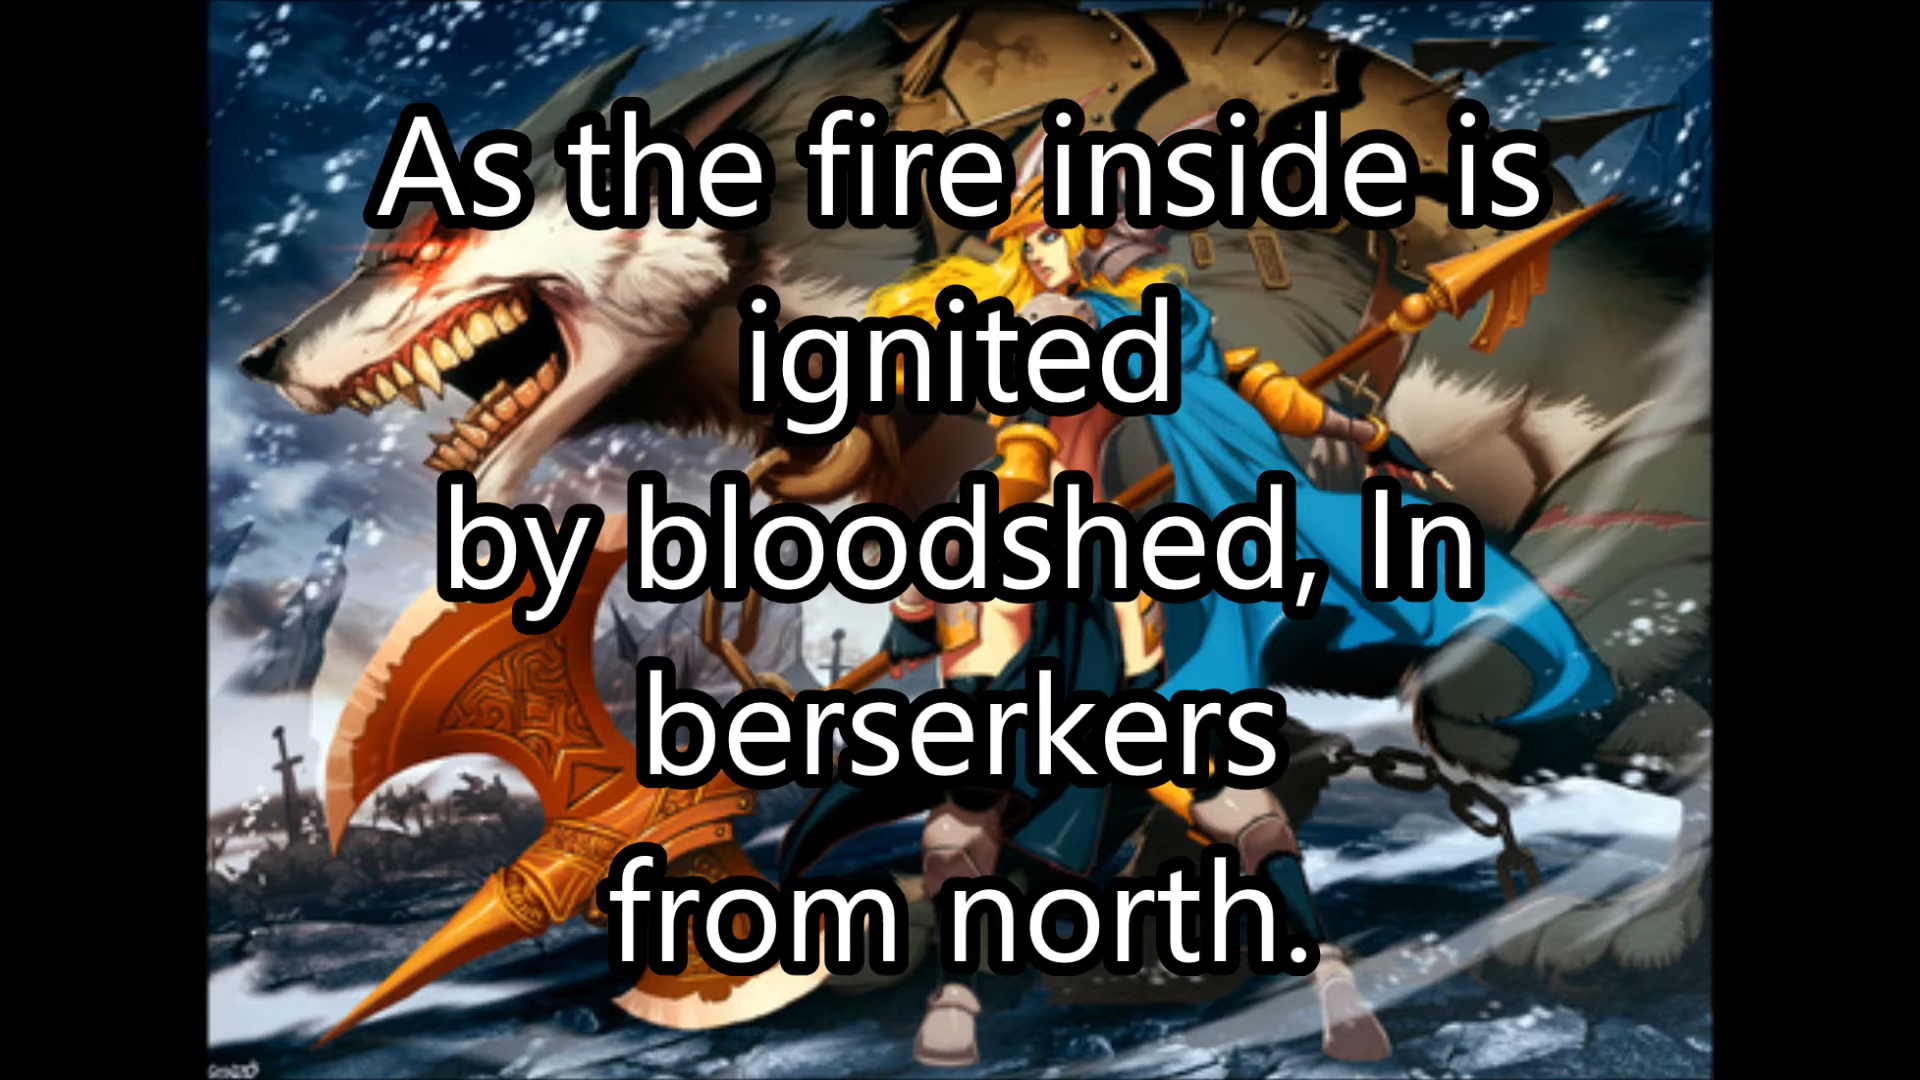 As the fire inside is
ignited
by bloodshed, In
berserkers
from north.